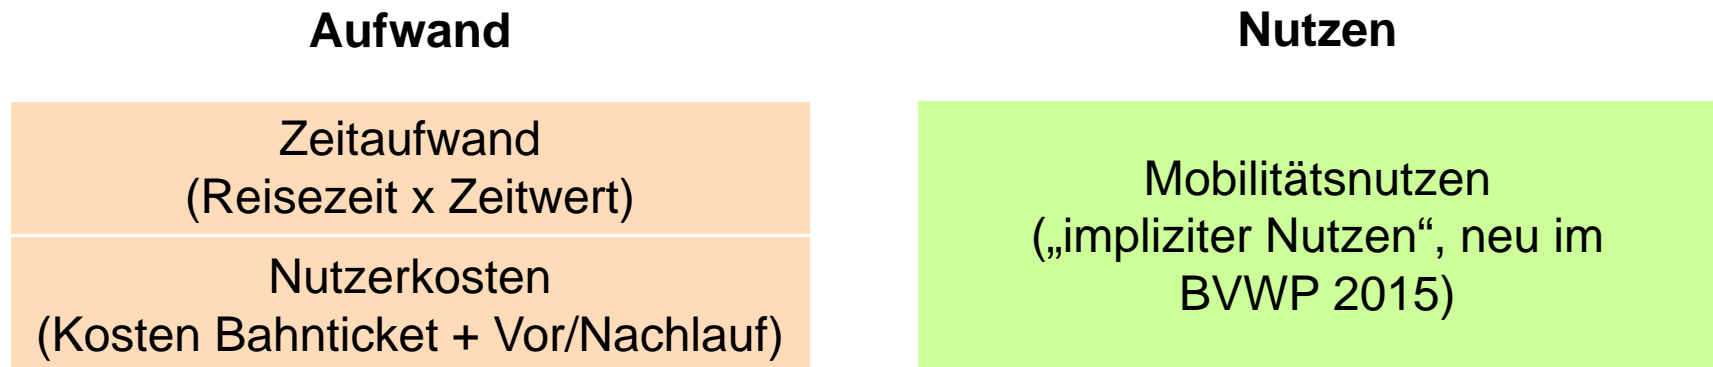 Aufwand
Nutzen
Zeitaufwand
(Reisezeit x Zeitwert)
Nutzerkosten
(Kosten Bahnticket + Vor/Nachlauf)
Mobilitätsnutzen
(„impliziter Nutzen“, neu im
BVWP 2015)